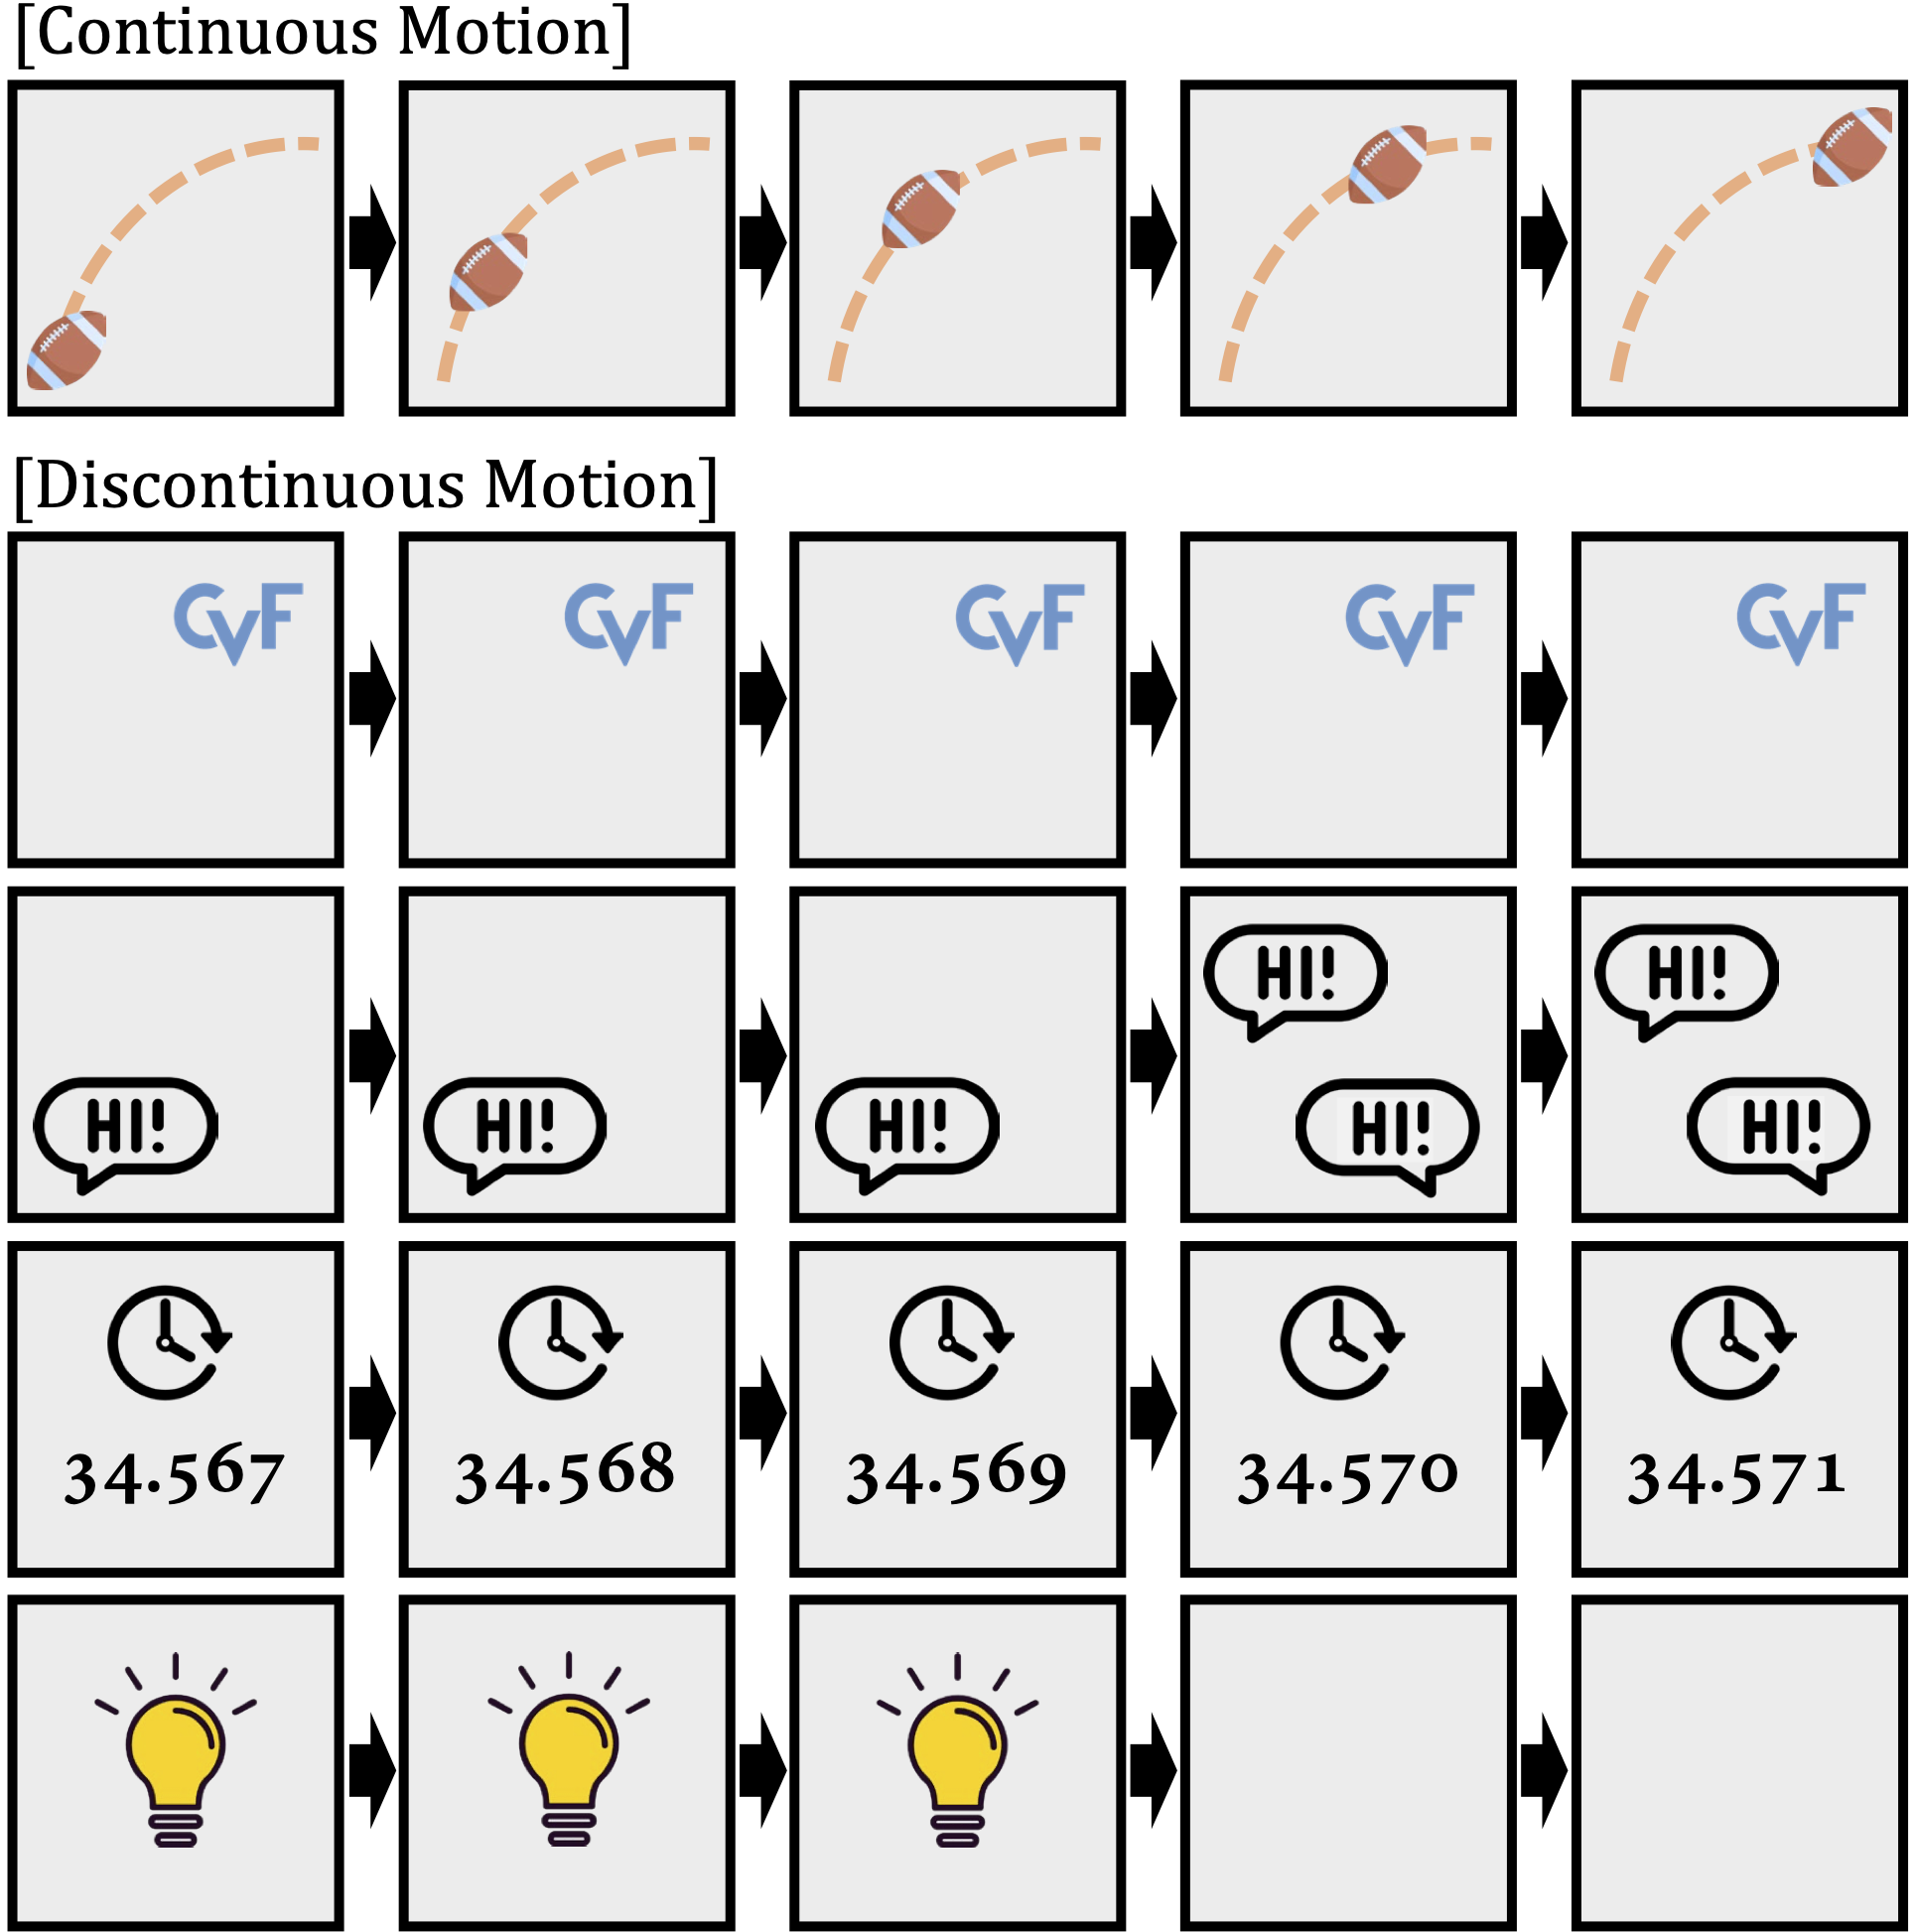 [Continuous Motion]
[Discontinuous Motion]
CVF CVF CVF CVF CVF
HI! HI!
HI! HI! HI! HI! HI!
34.567 34.568 34.569 34.570 34.571